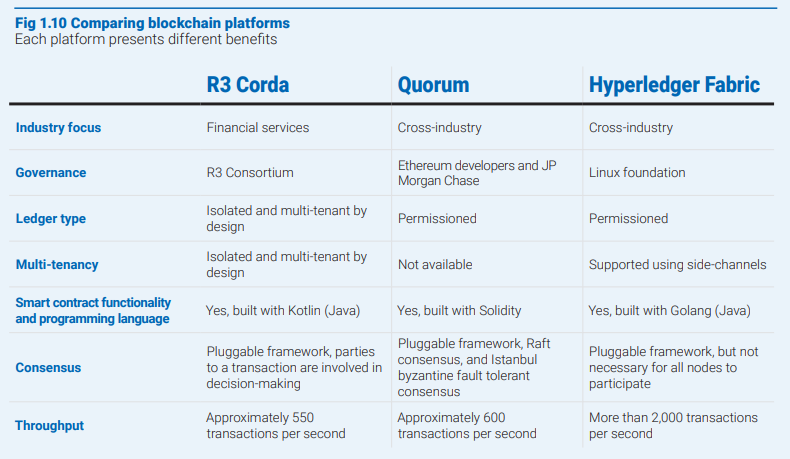 Fig 1.10 Comparing blockchain platforms
Each platform presents different benefits
R3 Corda
Quorum
Hyperledger Fabric
Industry focus
Financial services
Cross-industry
Cross-industry
Governance
R3 Consortium
Ethereum developers and JP
Morgan Chase
Linux foundation
Ledger type
Isolated and multi-tenant by
design
Permissioned
Permissioned
Multi-tenancy
Isolated and multi-tenant by
design
Not available
Supported using side-channels
Smart contract functionality
and programming language
Yes, built with Kotlin (Java)
Yes, built with Solidity
Yes, built with Golang (Java)
Consensus
Pluggable framework, parties
to a transaction are involved in
decision-making
Pluggable framework, Raft
consensus, and Istanbul
byzantine fault tolerant
consensus
Pluggable framework, but not
necessary for all nodes to
participate
Throughput
Approximately 550
transactions per second
Approximately 600
transactions per second
More than 2,000 transactions
per second